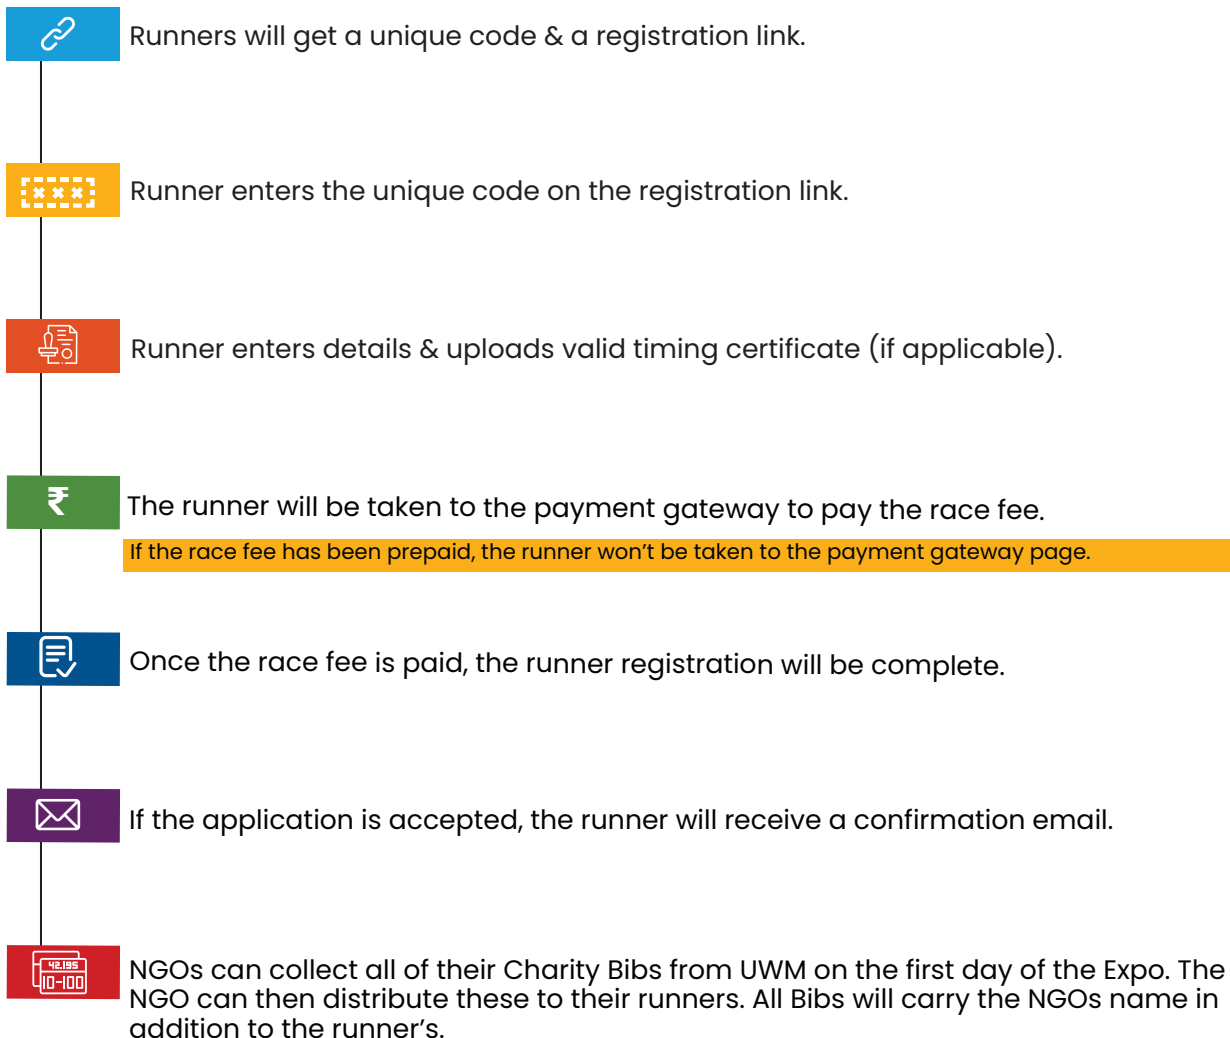 Runners will get a unique code & a registration link.
Runner enters the unique code on the registration link.
Runner enters details & uploads valid timing certificate (if applicable).
₹
The runner will be taken to the payment gateway to pay the race fee.
If the race fee has been prepaid, the runner won't be taken to the payment gateway page.
Once the race fee is paid, the runner registration will be complete.
If the application is accepted, the runner will receive a confirmation email.
42.195
10-100
NGOs can collect all of their Charity Bibs from UWM on the first day of the Expo. The
NGO can then distribute these to their runners. All Bibs will carry the NGOs name in
addition to the runner's.